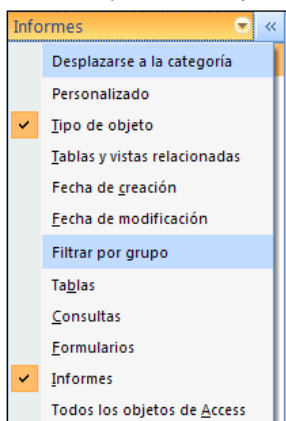 Informes
Desplazarse a la categoría
Personalizado
Tipo de objeto
Tablas y vistas relacionadas
Fecha de creación
Fecha de modificación
Filtrar por grupo
Tablas
Consultas
Formularios
Informes
Todos los objetos de Access